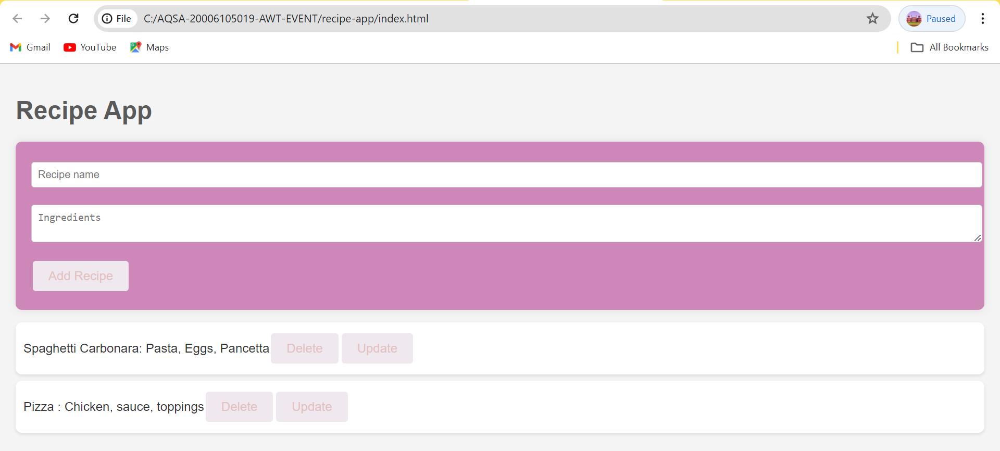 File C:/AQSA-20006105019-AWT-EVENT/recipe-app/index.html Paused
Gmail YouTube Maps All Bookmarks
Recipe App
Recipe name
Ingredients
Add Recipe
Spaghetti Carbonara: Pasta, Eggs, Pancetta Delete Update
Pizza : Chicken, sauce, toppings Delete Update